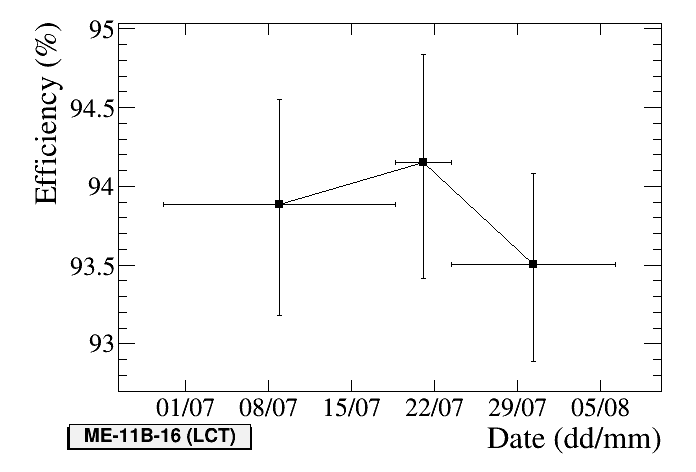 Efficiency (%)
95
94.5
94
93.5
93
01/07 08/07 15/07 22/07 29/07 05/08
ME-11B-16 (LCT)
Date (dd/mm)